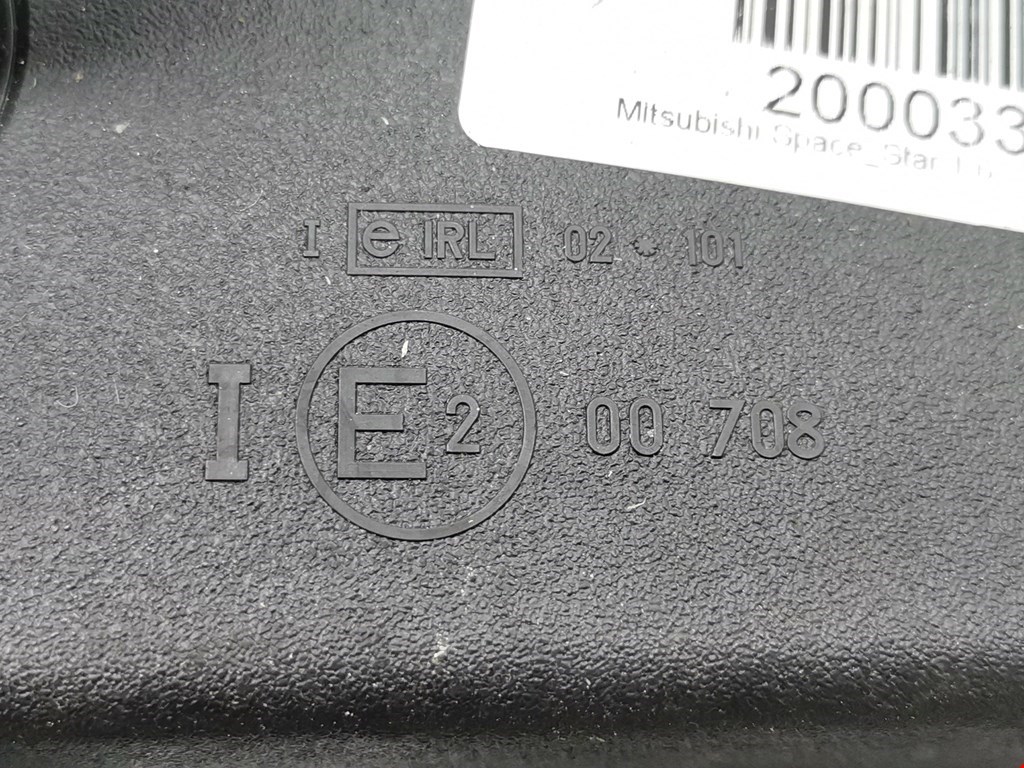 200033
Mitsubishi Space_Star
I e IRL 02 * 101
I E 2 00 708